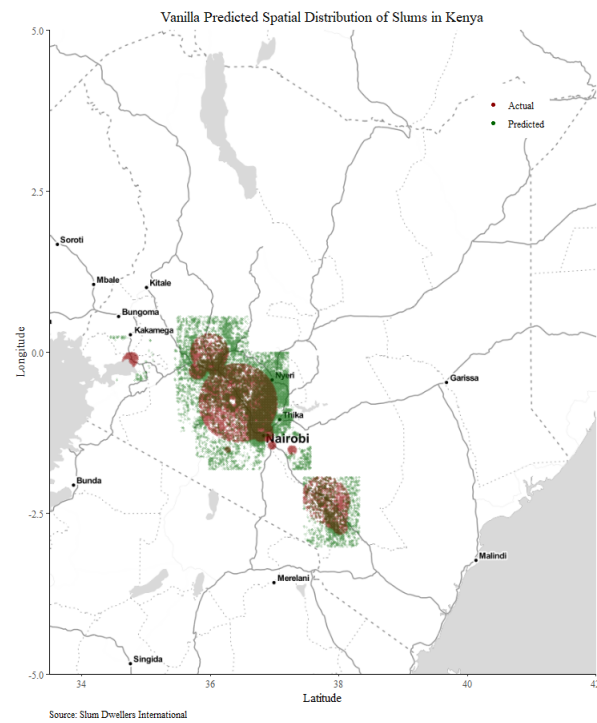 Vanilla Predicted Spatial Distribution of Slums in Kenya
5.0
Actual
Predicted
2.5
Soroti
Mbale
Kitale
Bungoma
Kakamega
Longitude
0.0
Nyeri
Garissa
Thika
Nairobi
Bunda
-2.5
Malindi
Merelani
Singida
-5.0
34
36
38
40
42
Latitude
Source: Slum Dwellers International